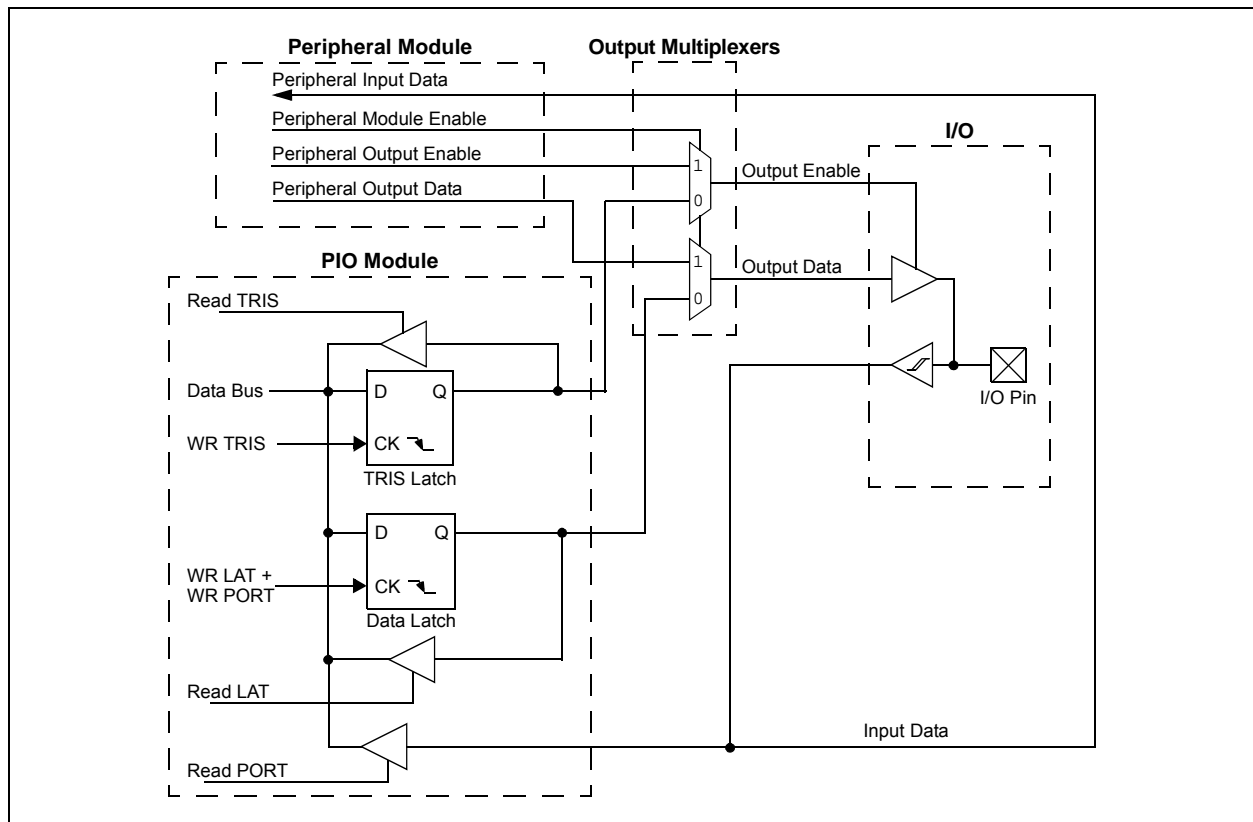 Peripheral Module
Output Multiplexers
Peripheral Input Data
Peripheral Module Enable
I/O
Peripheral Output Enable
1
Output Enable
Peripheral Output Data
0
PIO Module
1
Output Data
Read TRIS
0
Data Bus
D
Q
I/O Pin
WR TRIS
CK
TRIS Latch
D
Q
WR LAT +
WR PORT
CK
Data Latch
Read LAT
Input Data
Read PORT